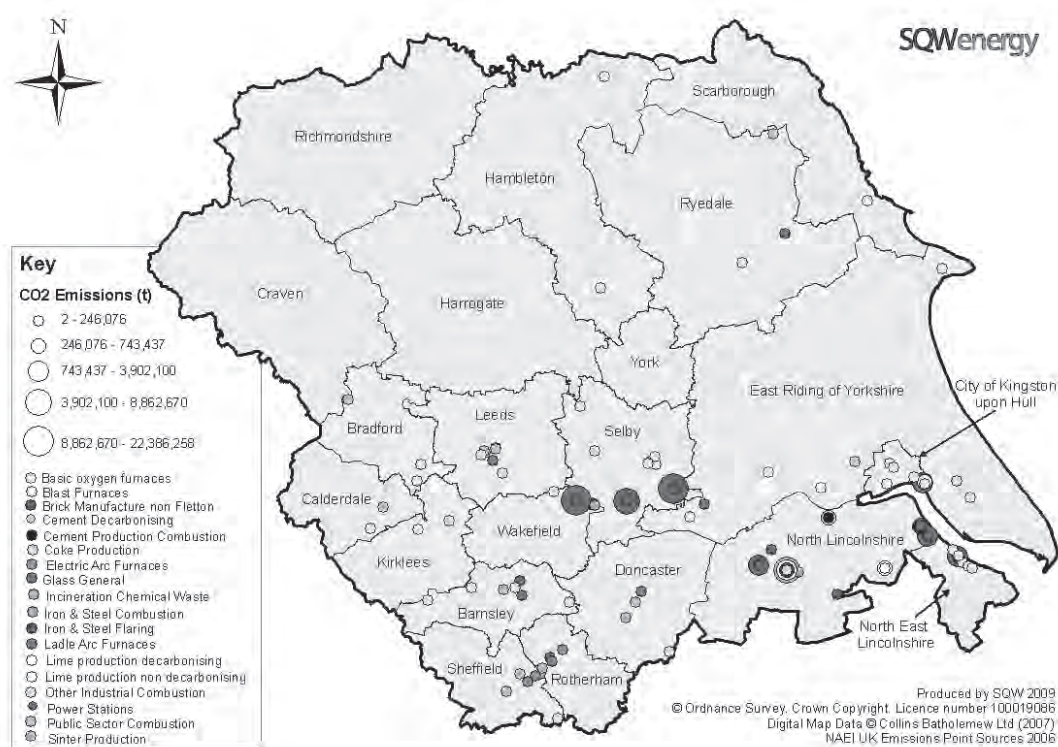 N
SQWenergy
Scarborough
Richmondshire
Hambleton
Ryedale
Craven
Harrogate
York
East Riding of Yorkshire
City of Kingston
upon Hull
Bradford
Leeds
Selby
Calderdale
Wakefield
Kirklees
North Lincolnshire
Doncaster
Barnsley
North East
Lincolnshire
Sheffield
Rotherham
Key
CO2 Emissions (t)
2 - 246,076
246,076 - 743,437
743,437 - 3,902,100
3,902,100 - 8,862,670
8,862,670 - 22,386,258
Basic oxygen furnaces
Blast Furnaces
Brick Manufacture non Fletton
Cement Decarbonising
Cement Production Combustion
Coke Production
Electric Arc Furnaces
Glass General
Incineration Chemical Waste
Iron & Steel Combustion
Iron & Steel Flaring
Ladle Arc Furnaces
Lime production decarbonising
Lime production non decarbonising
Other Industrial Combustion
Power Stations
Public Sector Combustion
Sinter Production
Produced by SQW 2009
© Ordnance Survey. Crown Copyright. Licence number 100019086
Digital Map Data © Collins Batholemew Ltd (2007)
NAEI UK Emissions Point Sources 2006